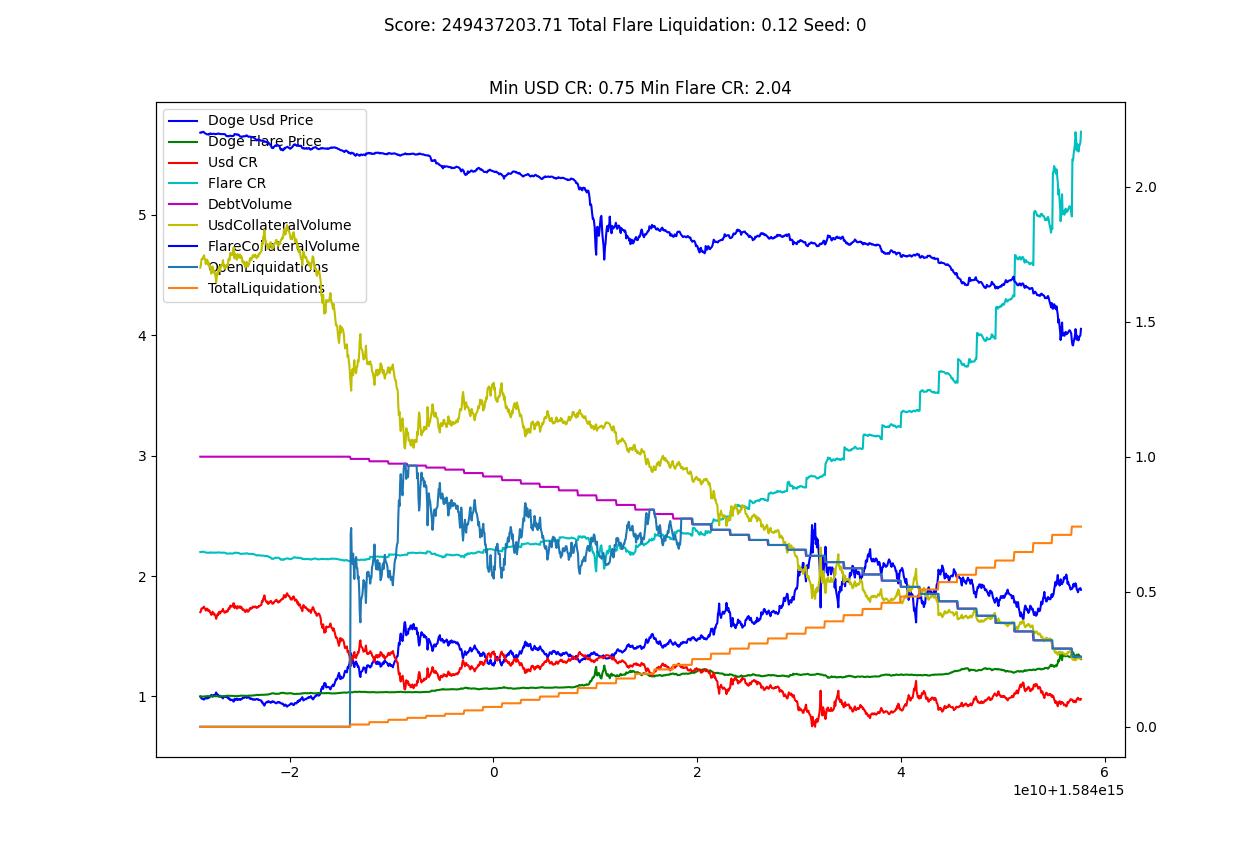 Score: 249437203.71 Total Flare Liquidation: 0.12 Seed: 0
Min USD CR: 0.75 Min Flare CR: 2.04
Doge Usd Price
Doge Flare Price
Usd CR
Flare CR
DebtVolume
UsdCollateralVolume
FlareCollateralVolume
OpenLiquidations
TotalLiquidations
5
4
3
2
1
2.0
1.5
1.0
0.5
0.0
−2
0
2
4
6
1e10+1.584e15